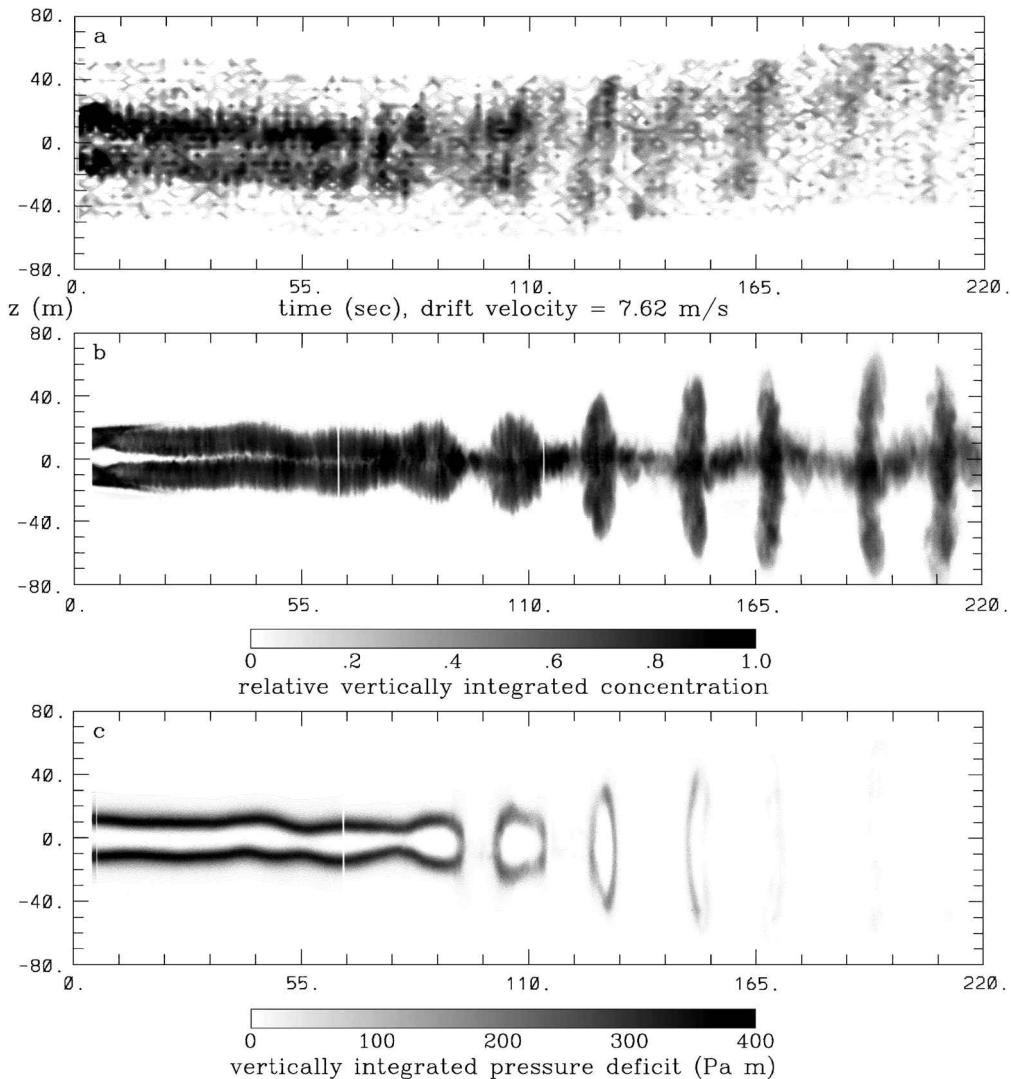 80.
a
40.
0.
-40.
-80.
0. 55. 110. 165. 220.
z (m) time (sec), drift velocity = 7.62 m/s
80.
b
40.
0.
-40.
-80.
0. 55. 110. 165. 220.
0 .2 .4 .6 .8 1.0
relative vertically integrated concentration
80.
c
40.
0.
-40.
-80.
0. 55. 110. 165. 220.
0 100 200 300 400
vertically integrated pressure deficit (Pa m)